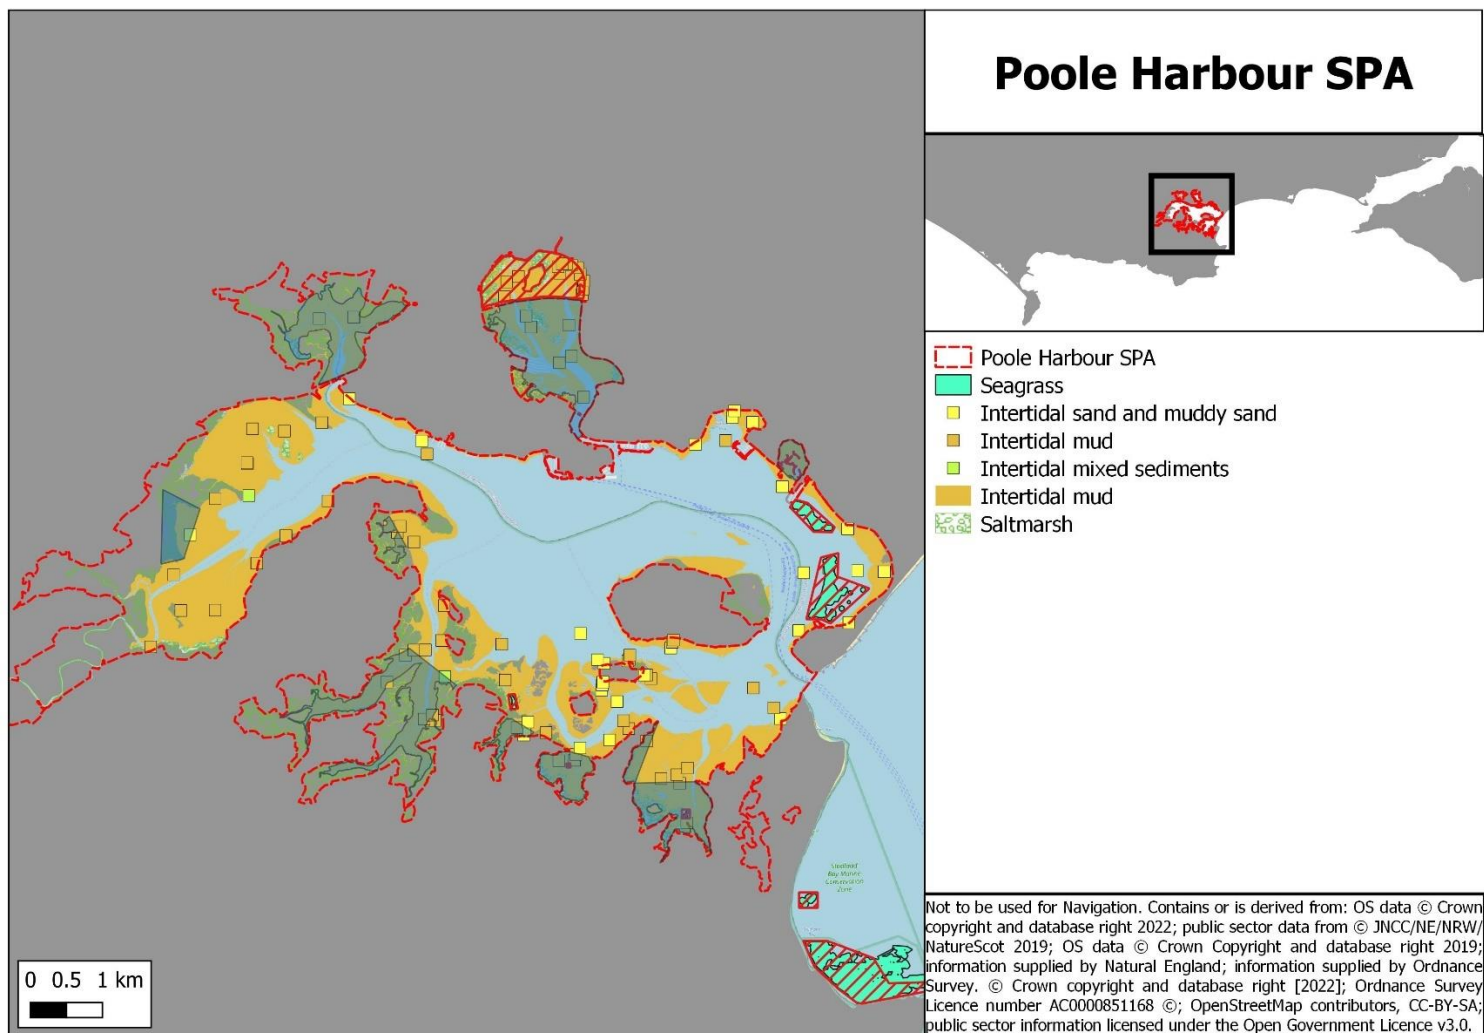 Poole Harbour SPA
Poole Harbour SPA
Seagrass
Intertidal sand and muddy sand
Intertidal mud
Intertidal mixed sediments
Intertidal mud
Saltmarsh
Bay Marine
Conservation
Zone
0 0.5 1 km
Not to be used for Navigation. Contains or is derived from: OS data © Crown
copyright and database right 2022; public sector data from © JNCC/NE/NRW/
NatureScot 2019; OS data © Crown Copyright and database right 2019;
information supplied by Natural England; information supplied by Ordnance
Survey. © Crown copyright and database right [2022]; Ordnance Survey
Licence number AC0000851168 ©; OpenStreetMap contributors, CC-BY-SA;
public sector information licensed under the Open Government Licence v3.0.